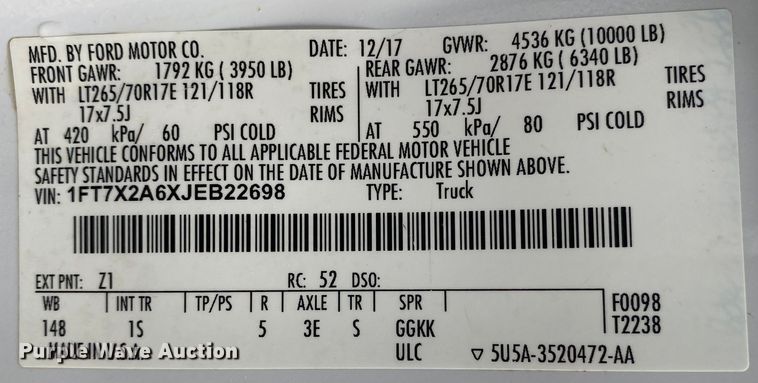 MFD. BY FORD MOTOR CO. DATE: 12/17 GVWR: 4536 KG (10000 LB)
FRONT GAWR: 1792 KG ( 3950 LB) REAR GAWR: 2876 KG ( 6340 LB)
WITH LT265/70R17E 121/118R TIRES WITH LT265/70R17E 121/118R TIRES
17x7.5J RIMS 17x7.5J RIMS
AT 420 kPa/ 60 PSI COLD AT 550 kPa/ 80 PSI COLD
THIS VEHICLE CONFORMS TO ALL APPLICABLE FEDERAL MOTOR VEHICLE
SAFETY STANDARDS IN EFFECT ON THE DATE OF MANUFACTURE SHOWN ABOVE.
VIN: 1FT7X2A6XJEB22698 TYPE: Truck
EXT PNT: Z1 RC: 52 DSO:
WB INT TR TP/PS R AXLE TR SPR F0098
148 1S 5 3E S GGKK T2238
MADE IN U.S.A. ULC ▽ 5U5A-3520472-AA
Purple Wave Auction